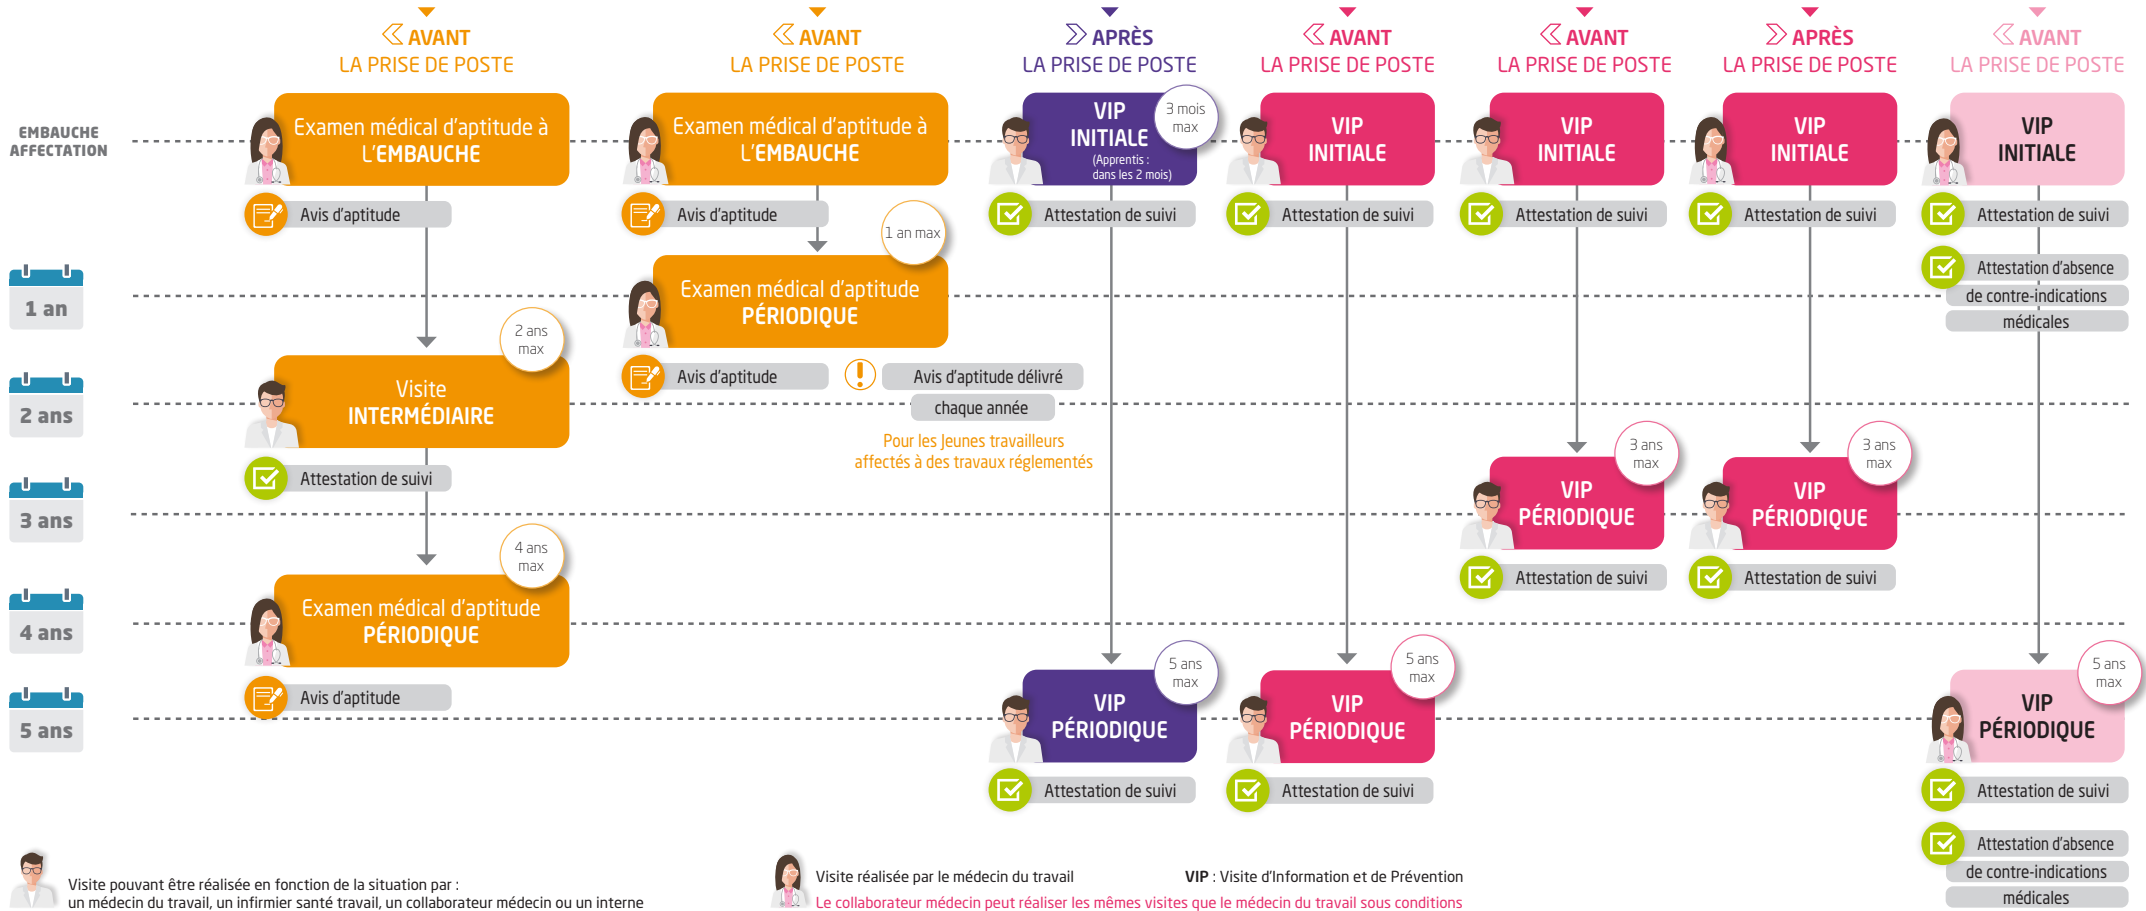 AVANT
LA PRISE DE POSTE
AVANT
LA PRISE DE POSTE
APRÈS
LA PRISE DE POSTE
AVANT
LA PRISE DE POSTE
AVANT
LA PRISE DE POSTE
APRÈS
LA PRISE DE POSTE
AVANT
LA PRISE DE POSTE
EMBAUCHE
AFFECTATION
Examen médical d'aptitude à
L'EMBAUCHE
Avis d'aptitude
Examen médical d'aptitude à
L'EMBAUCHE
Avis d'aptitude
VIP
INITIALE
(Apprentis :
dans les 2 mois)
3 mois
max
Attestation de suivi
VIP
INITIALE
Attestation de suivi
VIP
INITIALE
Attestation de suivi
VIP
INITIALE
Attestation de suivi
VIP
INITIALE
Attestation de suivi
Attestation d'absence
de contre-indications
médicales
1 an
1 an max
Examen médical d'aptitude
PÉRIODIQUE
Avis d'aptitude
Avis d'aptitude délivré
chaque année
Pour les Jeunes travailleurs
affectés à des travaux réglementés
2 ans
2 ans
max
Visite
INTERMÉDIAIRE
Attestation de suivi
3 ans
3 ans
max
VIP
PÉRIODIQUE
Attestation de suivi
3 ans
max
VIP
PÉRIODIQUE
Attestation de suivi
4 ans
4 ans
max
Examen médical d'aptitude
PÉRIODIQUE
Avis d'aptitude
5 ans
5 ans
max
VIP
PÉRIODIQUE
Attestation de suivi
5 ans
max
VIP
PÉRIODIQUE
Attestation de suivi
5 ans
max
VIP
PÉRIODIQUE
Attestation de suivi
Attestation d'absence
de contre-indications
médicales
Visite pouvant être réalisée en fonction de la situation par :
un médecin du travail, un infirmier santé travail, un collaborateur médecin ou un interne
Visite réalisée par le médecin du travail
VIP : Visite d'Information et de Prévention
Le collaborateur médecin peut réaliser les mêmes visites que le médecin du travail sous conditions